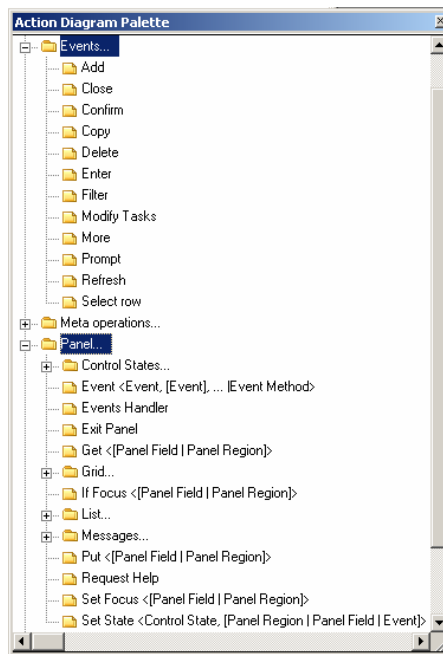 Action Diagram Palette
Events...
Add
Close
Confirm
Copy
Delete
Enter
Filter
Modify Tasks
More
Prompt
Refresh
Select row
Meta operations...
Panel...
Control States...
Event <Event, [Event], ... |Event Method>
Events Handler
Exit Panel
Get <[Panel Field | Panel Region]>
Grid...
If Focus <[Panel Field | Panel Region]>
List...
Messages...
Put <[Panel Field | Panel Region]>
Request Help
Set Focus <[Panel Field | Panel Region]>
Set State <Control State, [Panel Region | Panel Field | Event]>